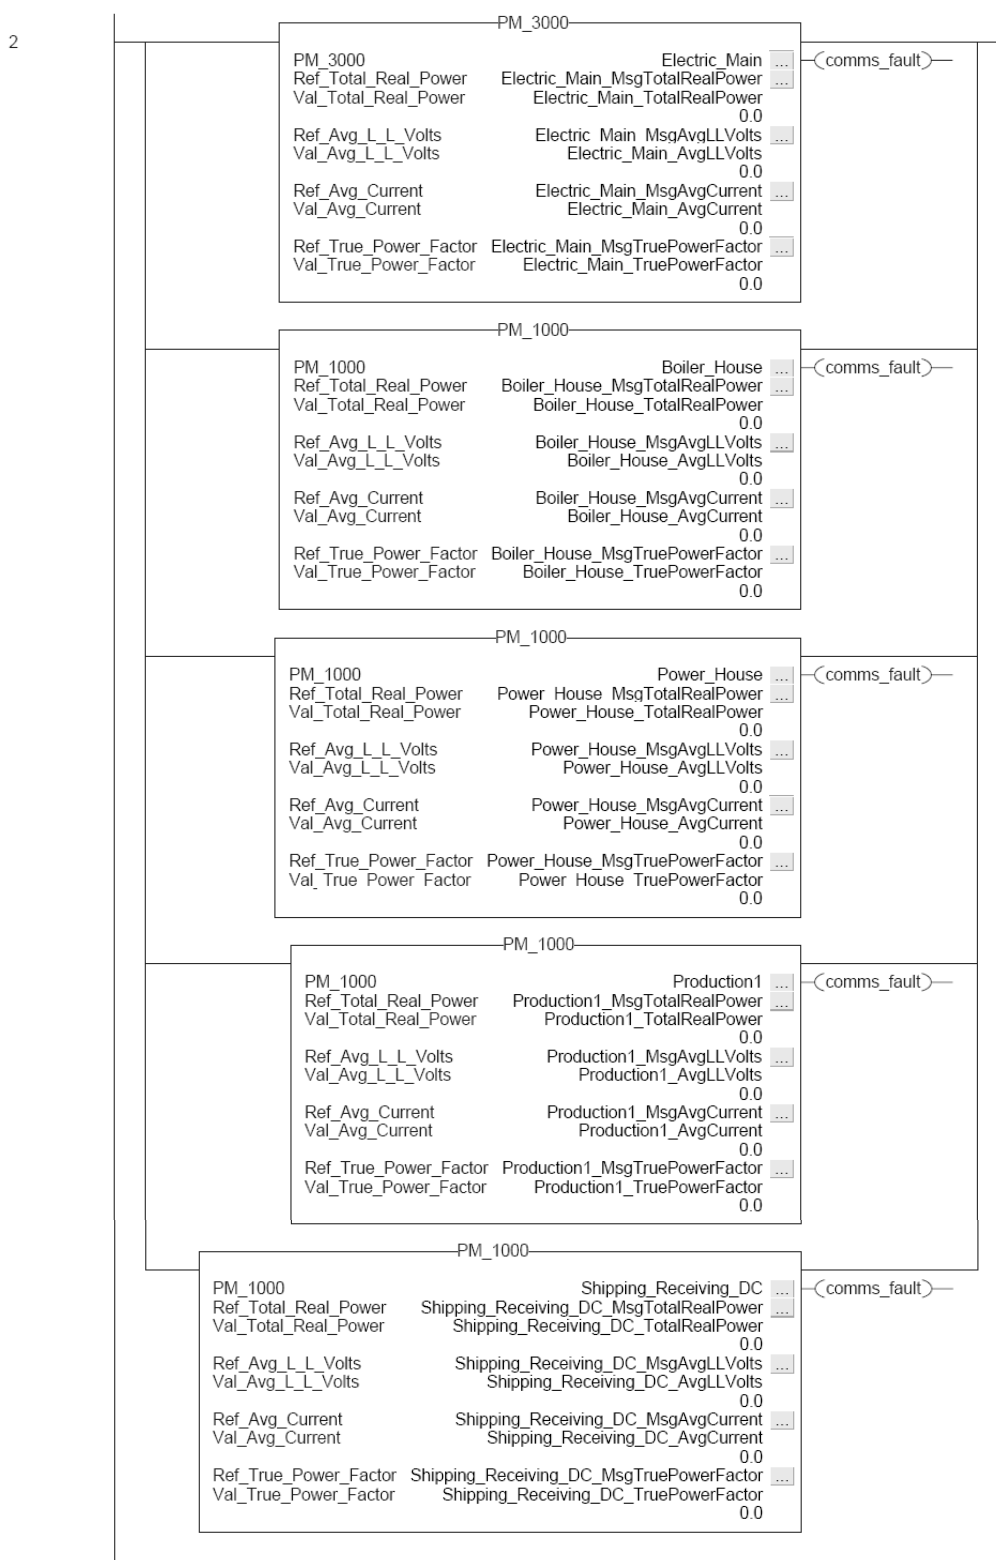 PM_3000
2
PM_3000 Electric_Main ... comms_fault
Ref_Total_Real_Power Electric_Main_MsgTotalRealPower ...
Val_Total_Real_Power Electric_Main_TotalRealPower
0.0
Ref_Avg_L_L_Volts Electric_Main_MsgAvgLLVolts ...
Val_Avg_L_L_Volts Electric_Main_AvgLLVolts
0.0
Ref_Avg_Current Electric_Main_MsgAvgCurrent ...
Val_Avg_Current Electric_Main_AvgCurrent
0.0
Ref_True_Power_Factor Electric_Main_MsgTruePowerFactor ...
Val_True_Power_Factor Electric_Main_TruePowerFactor
0.0
PM_1000
PM_1000 Boiler_House ... comms_fault
Ref_Total_Real_Power Boiler_House_MsgTotalRealPower ...
Val_Total_Real_Power Boiler_House_TotalRealPower
0.0
Ref_Avg_L_L_Volts Boiler_House_MsgAvgLLVolts ...
Val_Avg_L_L_Volts Boiler_House_AvgLLVolts
0.0
Ref_Avg_Current Boiler_House_MsgAvgCurrent ...
Val_Avg_Current Boiler_House_AvgCurrent
0.0
Ref_True_Power_Factor Boiler_House_MsgTruePowerFactor ...
Val_True_Power_Factor Boiler_House_TruePowerFactor
0.0
PM_1000
PM_1000 Power_House ... comms_fault
Ref_Total_Real_Power Power_House_MsgTotalRealPower ...
Val_Total_Real_Power Power_House_TotalRealPower
0.0
Ref_Avg_L_L_Volts Power_House_MsgAvgLLVolts ...
Val_Avg_L_L_Volts Power_House_AvgLLVolts
0.0
Ref_Avg_Current Power_House_MsgAvgCurrent ...
Val_Avg_Current Power_House_AvgCurrent
0.0
Ref_True_Power_Factor Power_House_MsgTruePowerFactor ...
Val_True_Power_Factor Power_House_TruePowerFactor
0.0
PM_1000
PM_1000 Production1 ... comms_fault
Ref_Total_Real_Power Production1_MsgTotalRealPower ...
Val_Total_Real_Power Production1_TotalRealPower
0.0
Ref_Avg_L_L_Volts Production1_MsgAvgLLVolts ...
Val_Avg_L_L_Volts Production1_AvgLLVolts
0.0
Ref_Avg_Current Production1_MsgAvgCurrent ...
Val_Avg_Current Production1_AvgCurrent
0.0
Ref_True_Power_Factor Production1_MsgTruePowerFactor ...
Val_True_Power_Factor Production1_TruePowerFactor
0.0
PM_1000
PM_1000 Shipping_Receiving_DC ... comms_fault
Ref_Total_Real_Power Shipping_Receiving_DC_MsgTotalRealPower ...
Val_Total_Real_Power Shipping_Receiving_DC_TotalRealPower
0.0
Ref_Avg_L_L_Volts Shipping_Receiving_DC_MsgAvgLLVolts ...
Val_Avg_L_L_Volts Shipping_Receiving_DC_AvgLLVolts
0.0
Ref_Avg_Current Shipping_Receiving_DC_MsgAvgCurrent ...
Val_Avg_Current Shipping_Receiving_DC_AvgCurrent
0.0
Ref_True_Power_Factor Shipping_Receiving_DC_MsgTruePowerFactor ...
Val_True_Power_Factor Shipping_Receiving_DC_TruePowerFactor
0.0